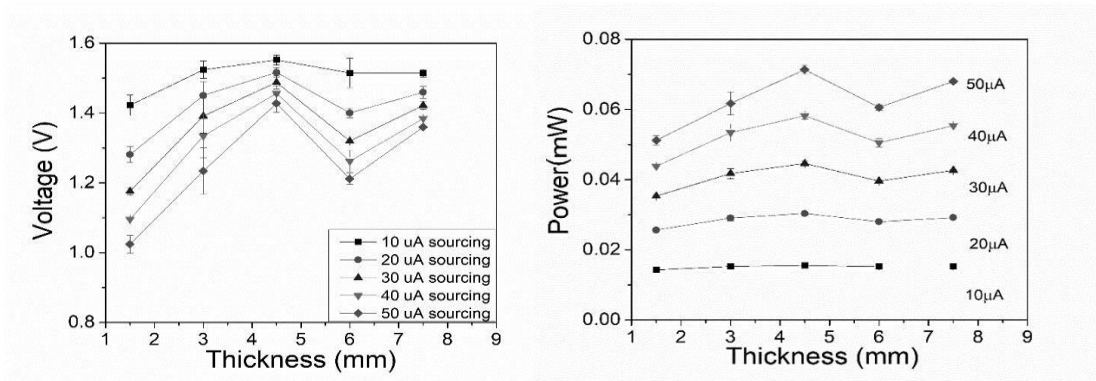 1.6
1.4
1.2
1.0
0.8
Voltage (V)
10 uA sourcing
20 uA sourcing
30 uA sourcing
40 uA sourcing
50 uA sourcing
1 2 3 4 5 6 7 8 9
Thickness (mm)
0.08
0.06
0.04
0.02
0.00
Power(mW)
50μA
40μA
30μA
20μA
10μA
1 2 3 4 5 6 7 8 9
Thickness (mm)